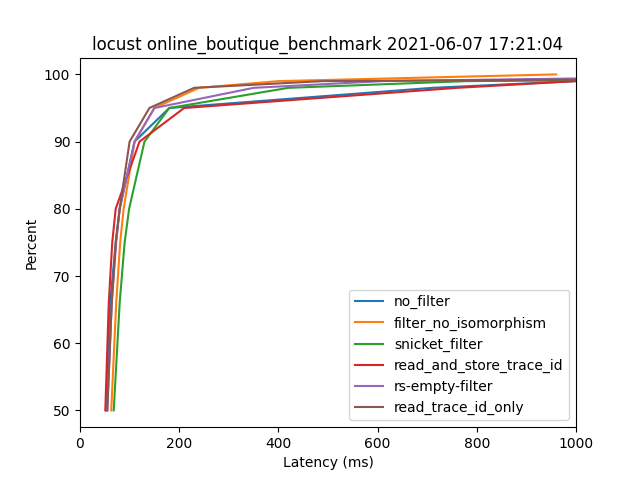 locust online_boutique_benchmark 2021-06-07 17:21:04
100
90
80
70
60
50
Percent
no_filter
filter_no_isomorphism
snicket_filter
read_and_store_trace_id
rs-empty-filter
read_trace_id_only
0 200 400 600 800 1000
Latency (ms)